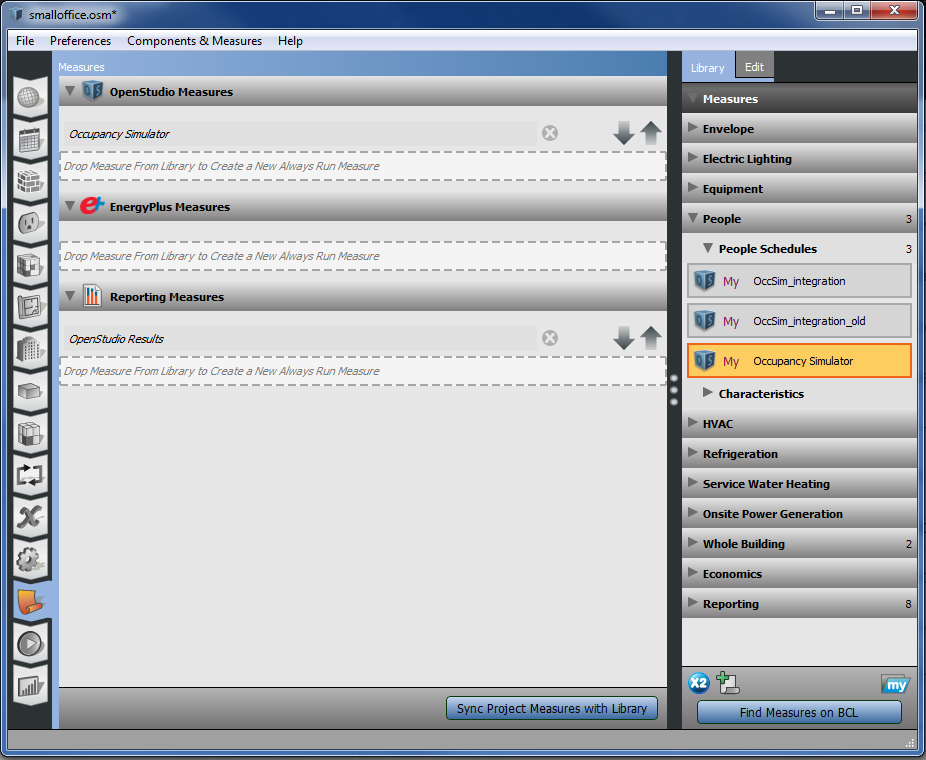 smalloffice.osm*
File Preferences Components & Measures Help
Measures
OpenStudio Measures
Occupancy Simulator
Drop Measure From Library to Create a New Always Run Measure
EnergyPlus Measures
Drop Measure From Library to Create a New Always Run Measure
Reporting Measures
OpenStudio Results
Drop Measure From Library to Create a New Always Run Measure
Sync Project Measures with Library
Library Edit
Measures
Envelope
Electric Lighting
Equipment
People 3
People Schedules 3
My OccSim_integration
My OccSim_integration_old
My Occupancy Simulator
Characteristics
HVAC
Refrigeration
Service Water Heating
Onsite Power Generation
Whole Building 2
Economics
Reporting 8
X2 my
Find Measures on BCL